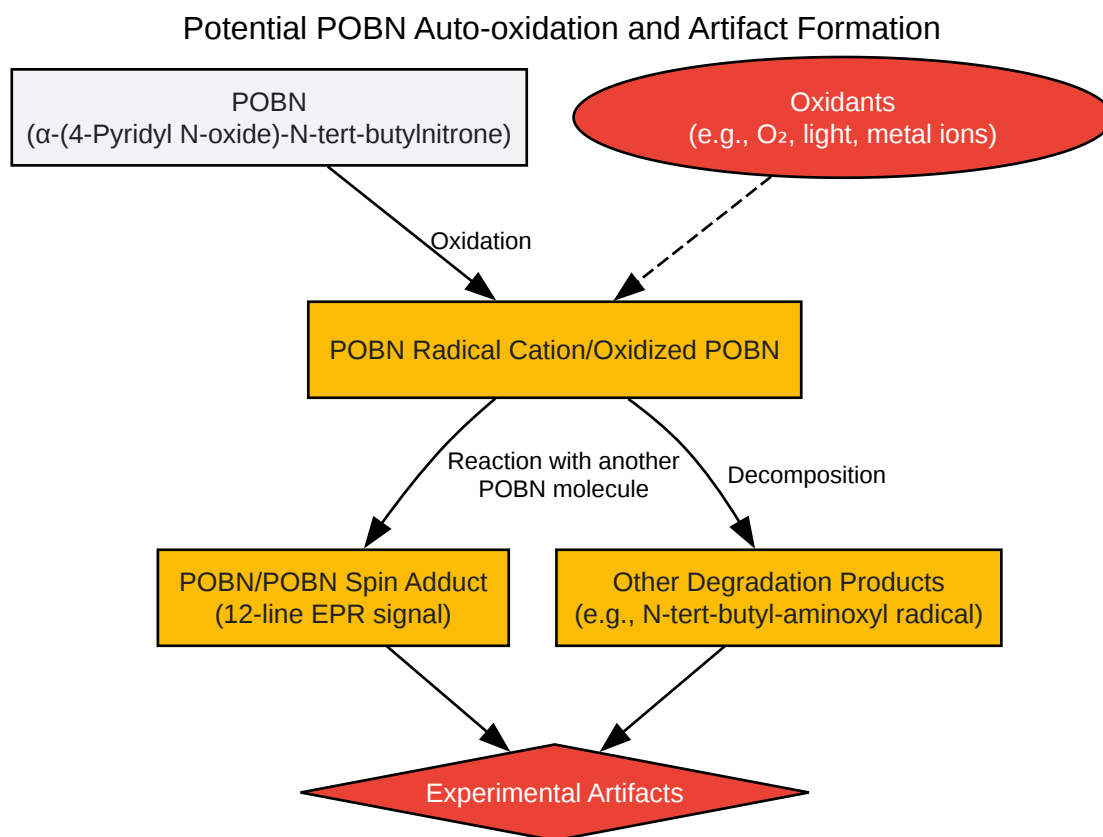 Potential POBN Auto-oxidation and Artifact Formation
POBN
(α-(4-Pyridyl N-oxide)-N-tert-butylnitrone)
Oxidants
(e.g., O₂, light, metal ions)
Oxidation
POBN Radical Cation/Oxidized POBN
Reaction with another
POBN molecule
Decomposition
POBN/POBN Spin Adduct
(12-line EPR signal)
Other Degradation Products
(e.g., N-tert-butyl-aminoxyl radical)
Experimental Artifacts